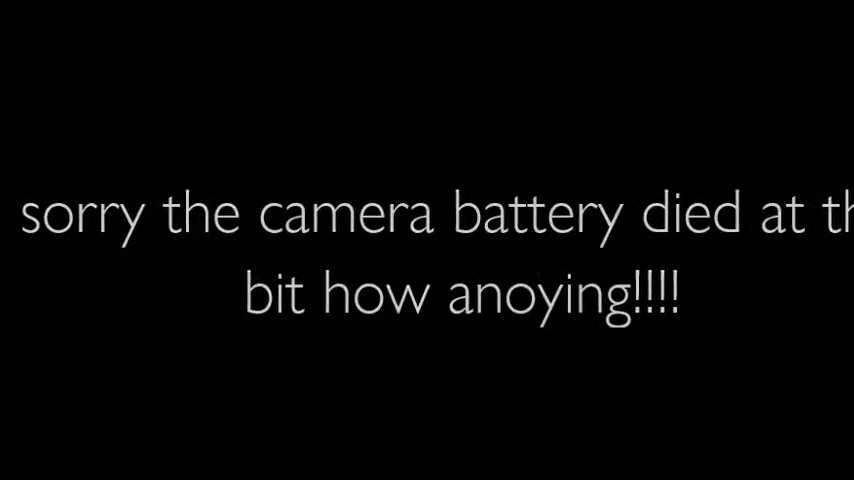 sorry the camera battery died at th
bit how anoying!!!!